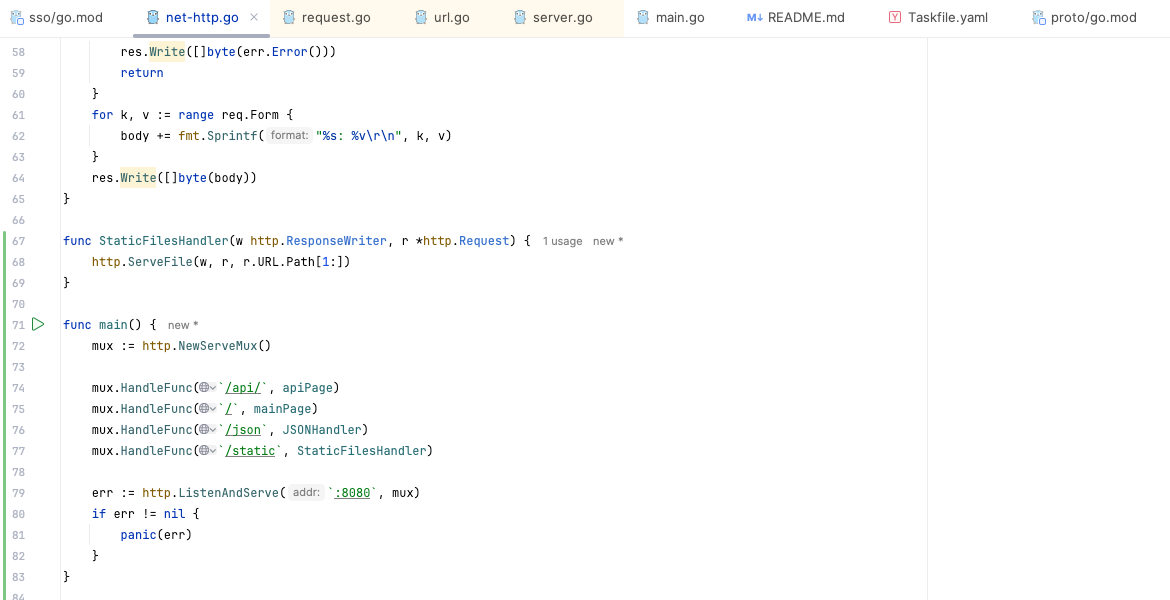 sso/go.mod net-http.go × request.go url.go server.go main.go M↓ README.md Y Taskfile.yaml proto/go.mod
58 res.Write([]byte(err.Error()))
59 return
60 }
61 for k, v := range req.Form {
62 body += fmt.Sprintf( format: "%s: %v\r\n", k, v)
63 }
64 res.Write([]byte(body))
65 }
66
67 func StaticFilesHandler(w http.ResponseWriter, r *http.Request) { 1 usage new *
68 http.ServeFile(w, r, r.URL.Path[1:])
69 }
70
71 func main() { new *
72 mux := http.NewServeMux()
73
74 mux.HandleFunc(`/api/`, apiPage)
75 mux.HandleFunc(`/`, mainPage)
76 mux.HandleFunc(`/json`, JSONHandler)
77 mux.HandleFunc(`/static`, StaticFilesHandler)
78
79 err := http.ListenAndServe( addr: `:8080`, mux)
80 if err != nil {
81 panic(err)
82 }
83 }
84